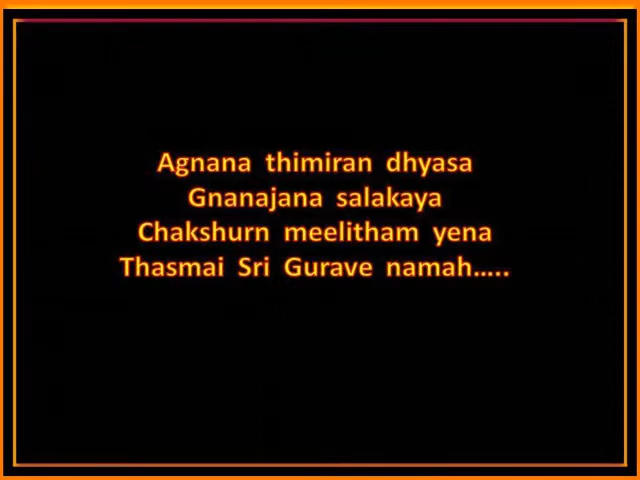 Agnana thimiran dhyasa
Gnanajana salakaya
Chakshurn meelitham yena
Thasmai Sri Gurave namah.....